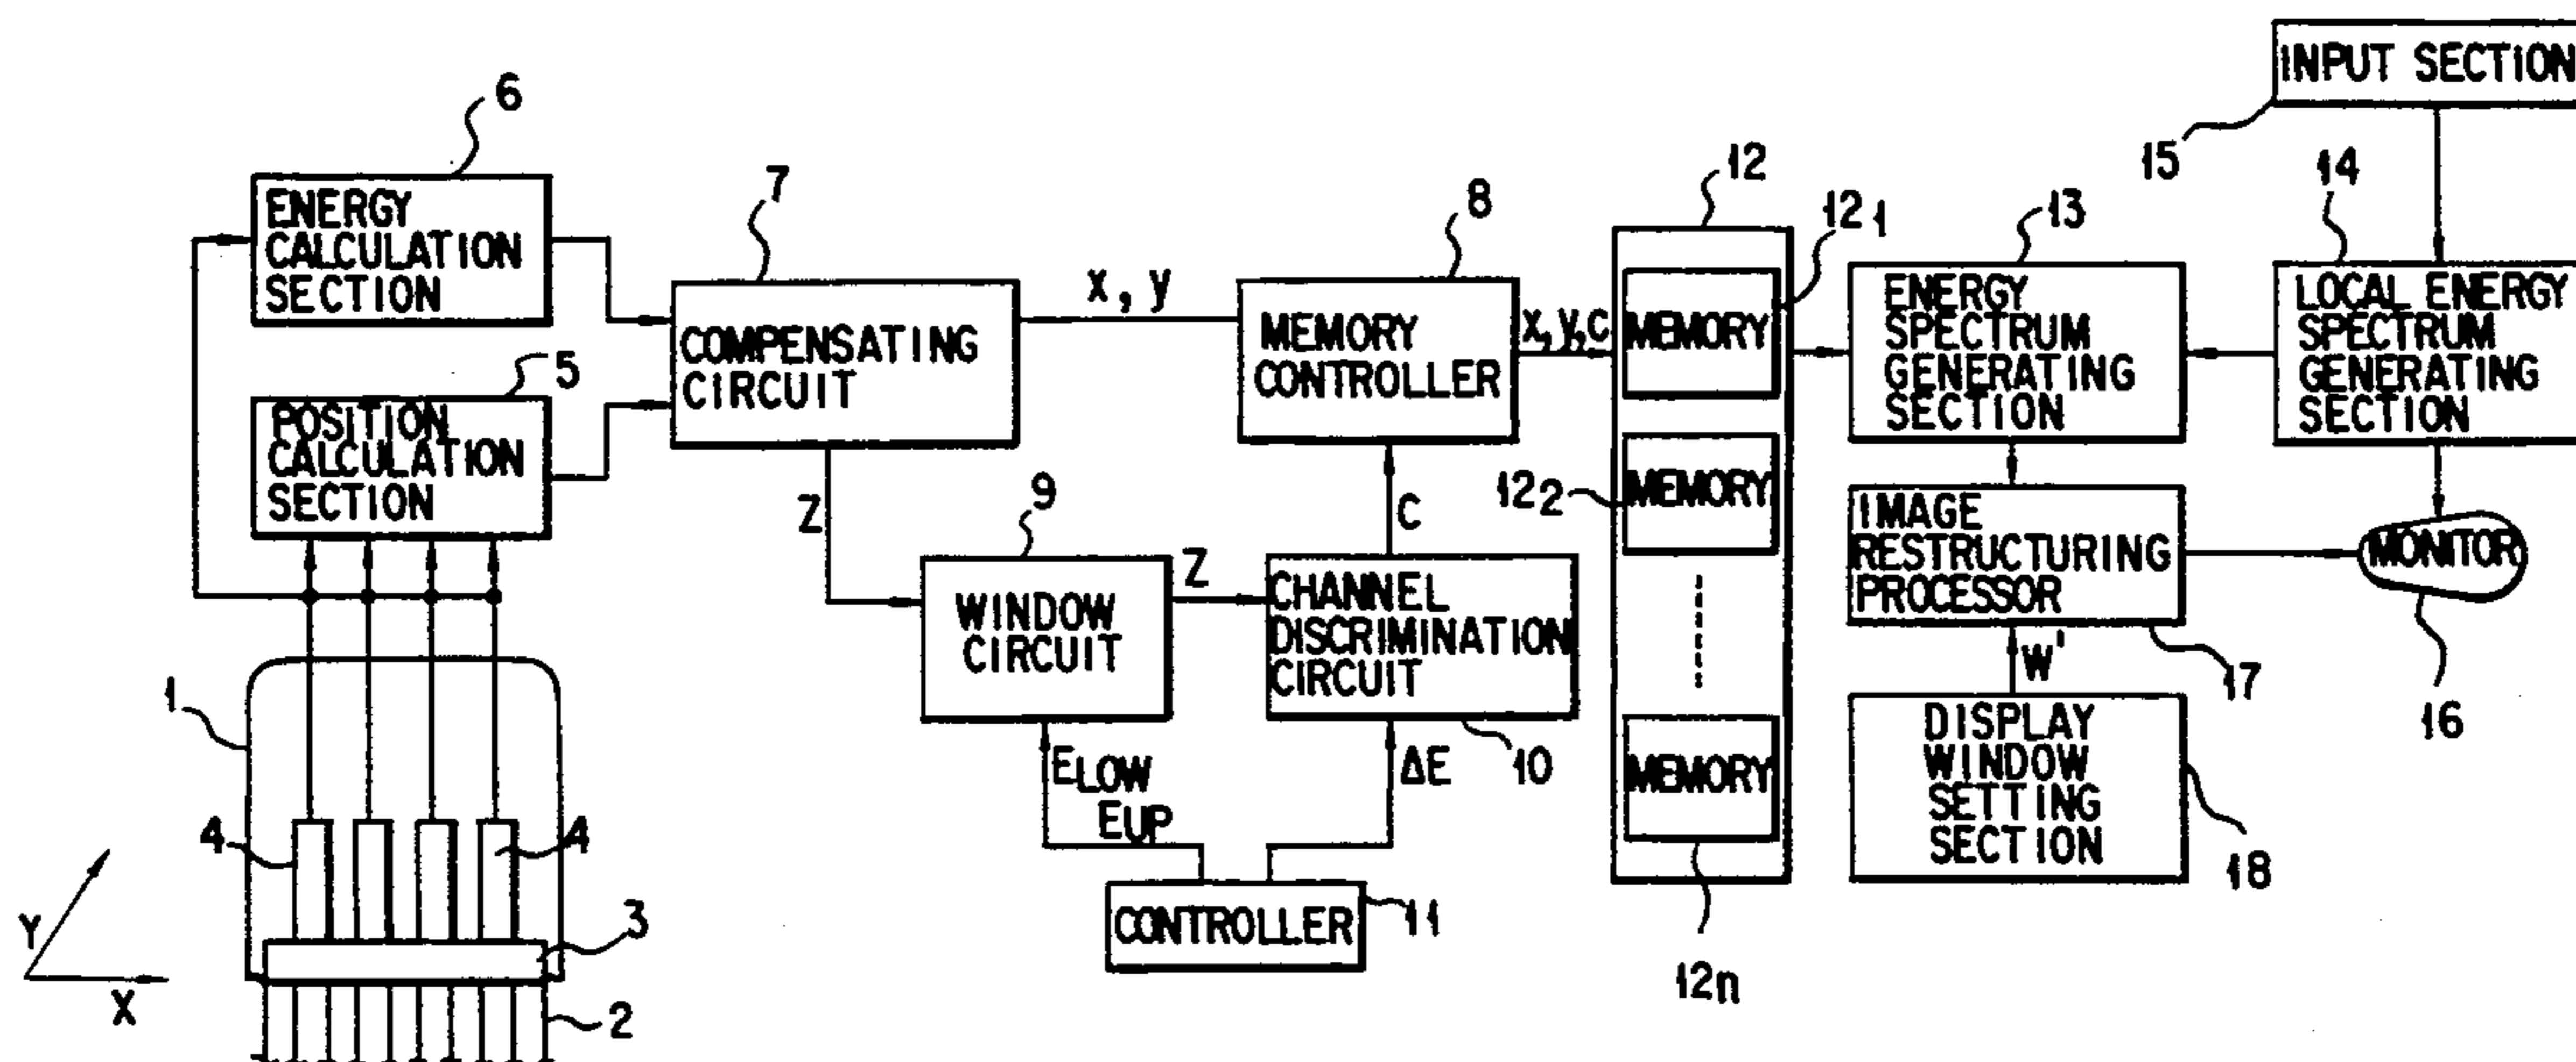 INPUT SECTION
15
6
ENERGY
CALCULATION
SECTION
7
COMPENSATING
CIRCUIT
x, y
8
MEMORY
CONTROLLER
x,y,c
12
12 1
MEMORY
13
ENERGY
SPECTRUM
GENERATING
SECTION
14
LOCAL ENERGY
SPECTRUM
GENERATING
SECTION
5
POSITION
CALCULATION
SECTION
Z
9
WINDOW
CIRCUIT
Z
C
CHANNEL
DISCRIMINATION
CIRCUIT
10
12 2
MEMORY
IMAGE
RESTRUCTURING
PROCESSOR
17
MONITOR
16
W'
DISPLAY
WINDOW
SETTING
SECTION
18
MEMORY
12n
ELOW
EUP
ΔE
CONTROLLER
11
1
4
4
3
2
Y
X